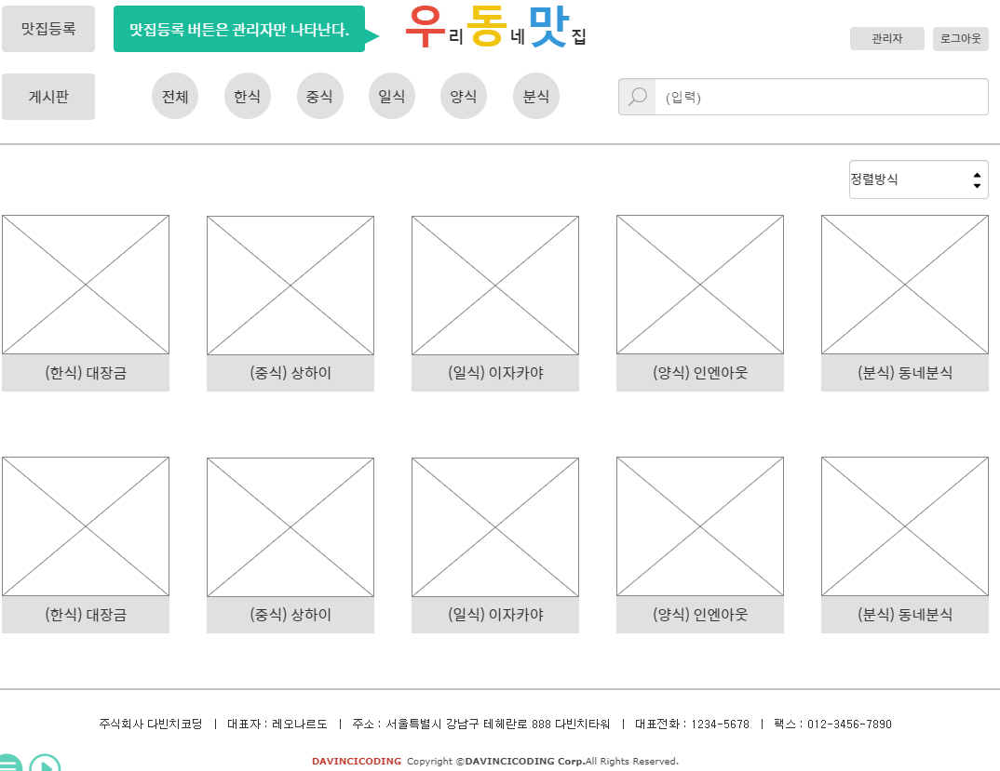 맛집등록
맛집등록 버튼은 관리자만 나타난다.
우리동네맛집
관리자
로그아웃
게시판
전체
한식
중식
일식
양식
분식
(입력)
정렬방식
(한식) 대장금
(중식) 상하이
(일식) 이자카야
(양식) 인엔아웃
(분식) 동네분식
(한식) 대장금
(중식) 상하이
(일식) 이자카야
(양식) 인엔아웃
(분식) 동네분식
주식회사 다빈치코딩 | 대표자 : 레오나르도 | 주소 : 서울특별시 강남구 테헤란로 888 다빈치타워 | 대표전화 : 1234-5678 | 팩스 : 012-3456-7890
DAVINCICODING Copyright ©DAVINCICODING Corp.All Rights Reserved.